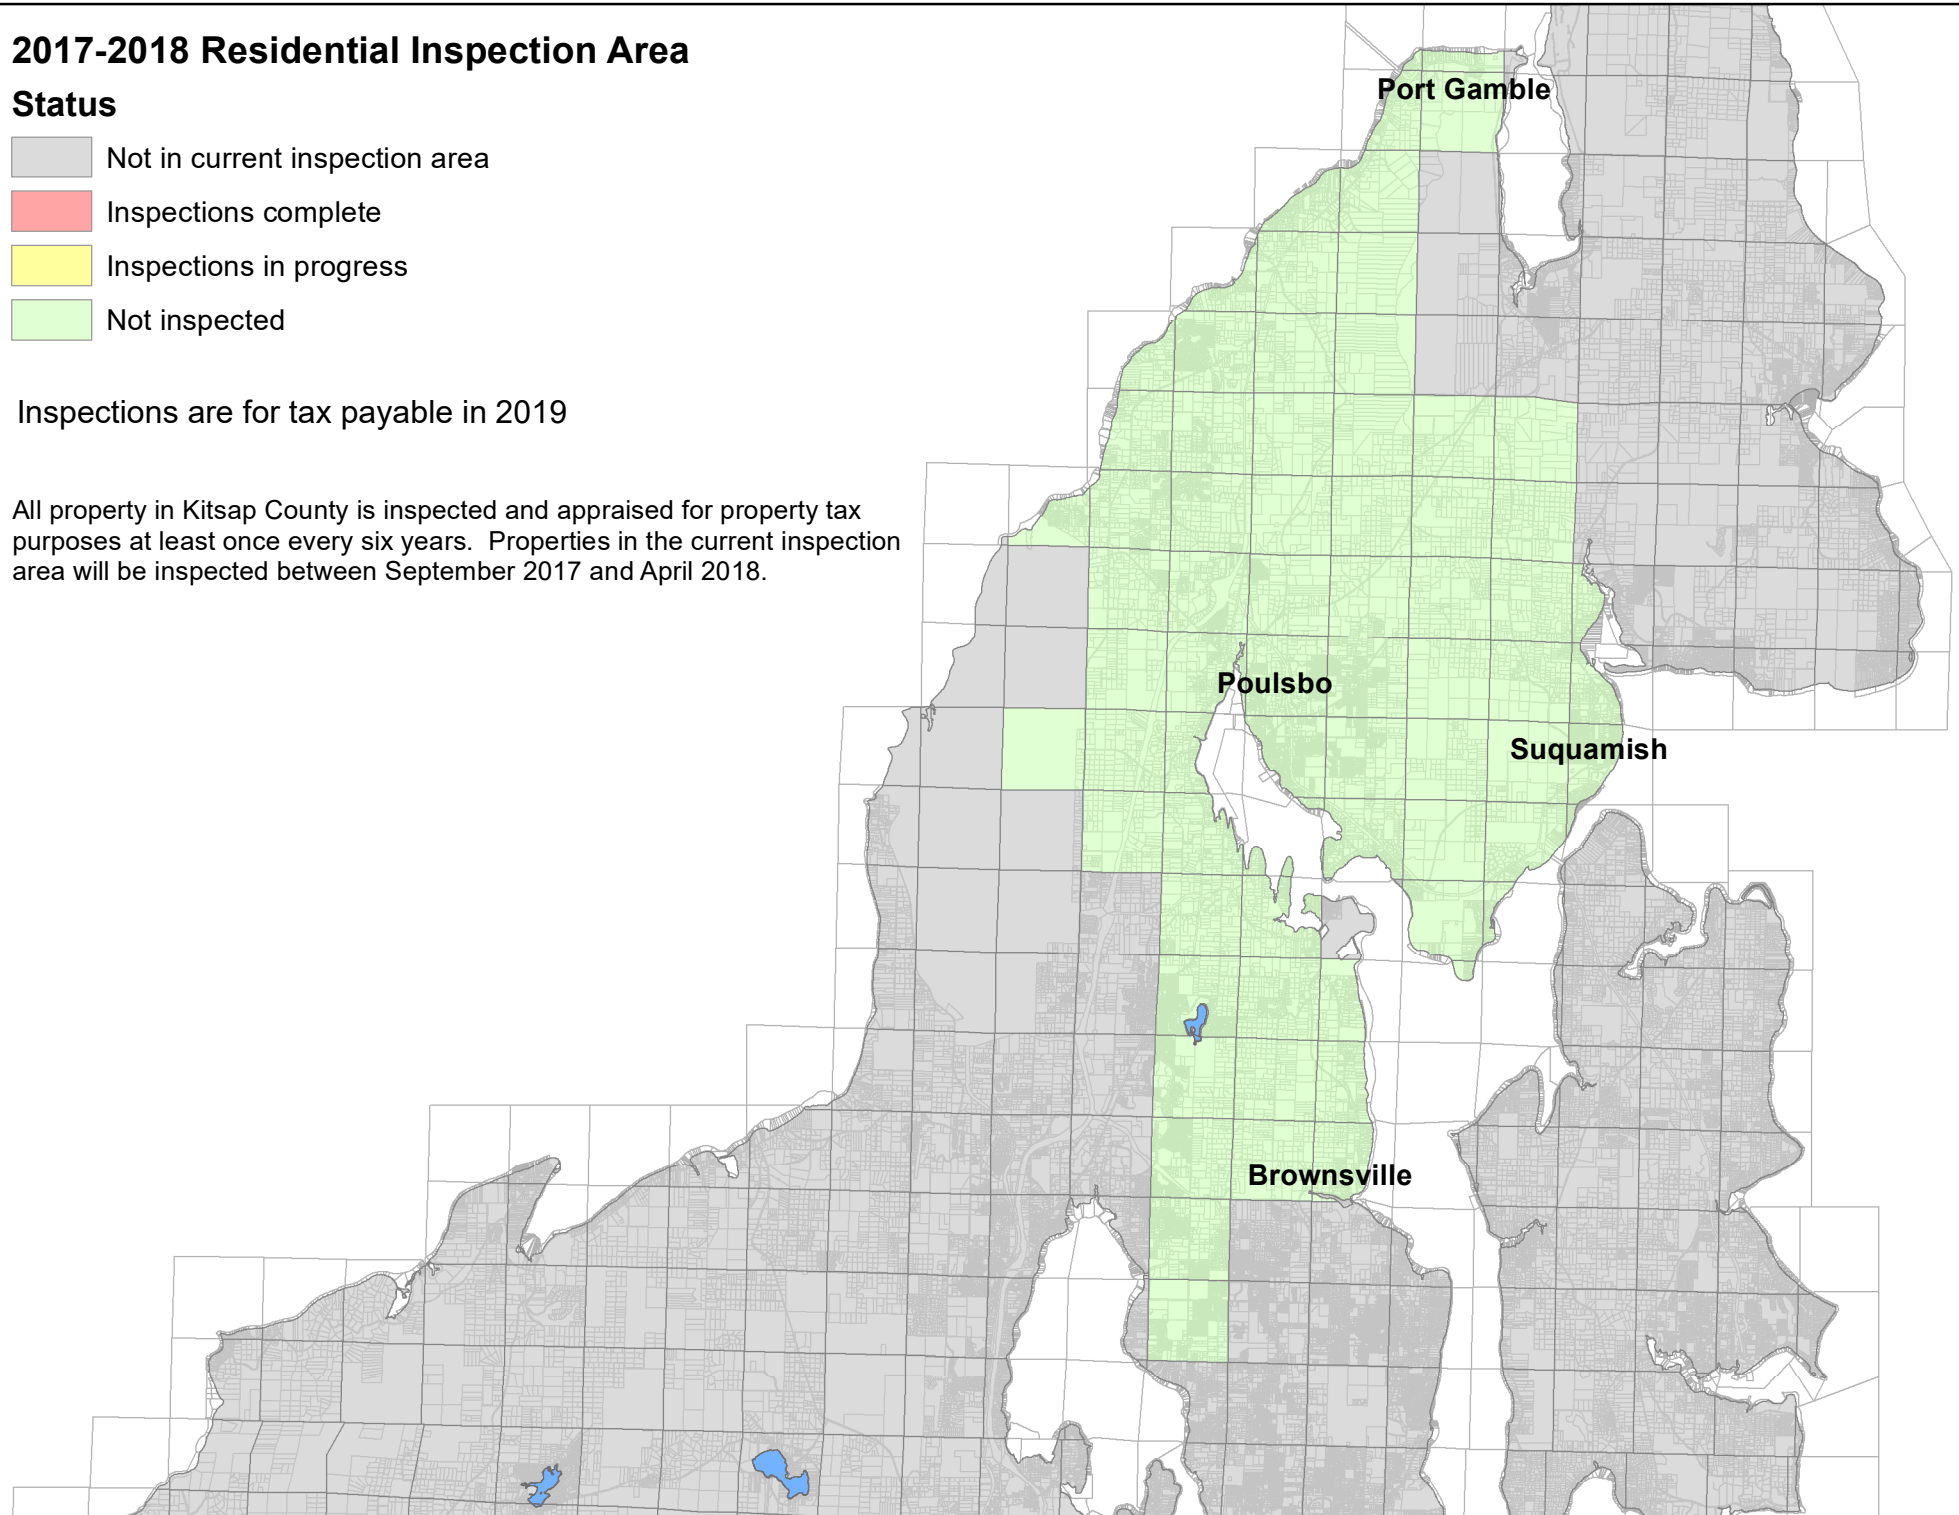 2017-2018 Residential Inspection Area
Status
Not in current inspection area
Inspections complete
Inspections in progress
Not inspected
Inspections are for tax payable in 2019
All property in Kitsap County is inspected and appraised for property tax
purposes at least once every six years.  Properties in the current inspection
area will be inspected between September 2017 and April 2018.
Port Gamble
Poulsbo
Suquamish
Brownsville